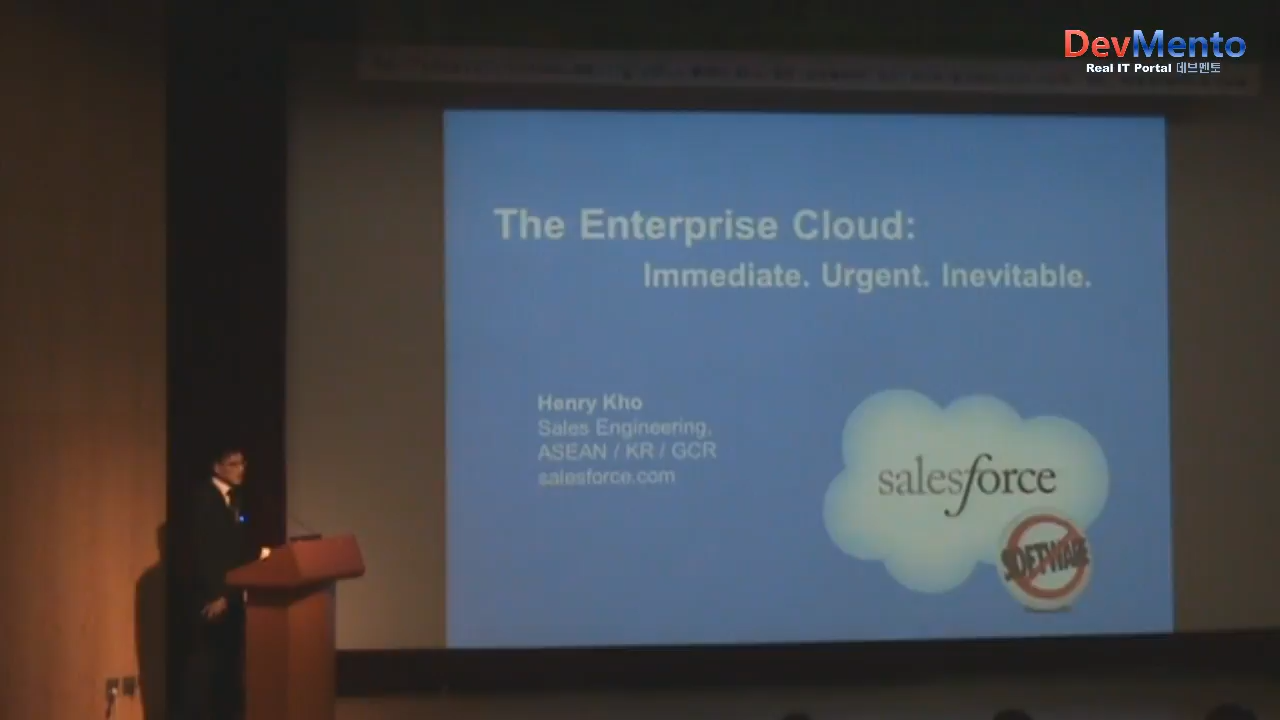 DevMento
Real IT Portal 데브멘토
The Enterprise Cloud:
Immediate. Urgent. Inevitable.
Henry Kho
Sales Engineering,
ASEAN / KR / GCR
salesforce.com
salesforce
SOFTWARE